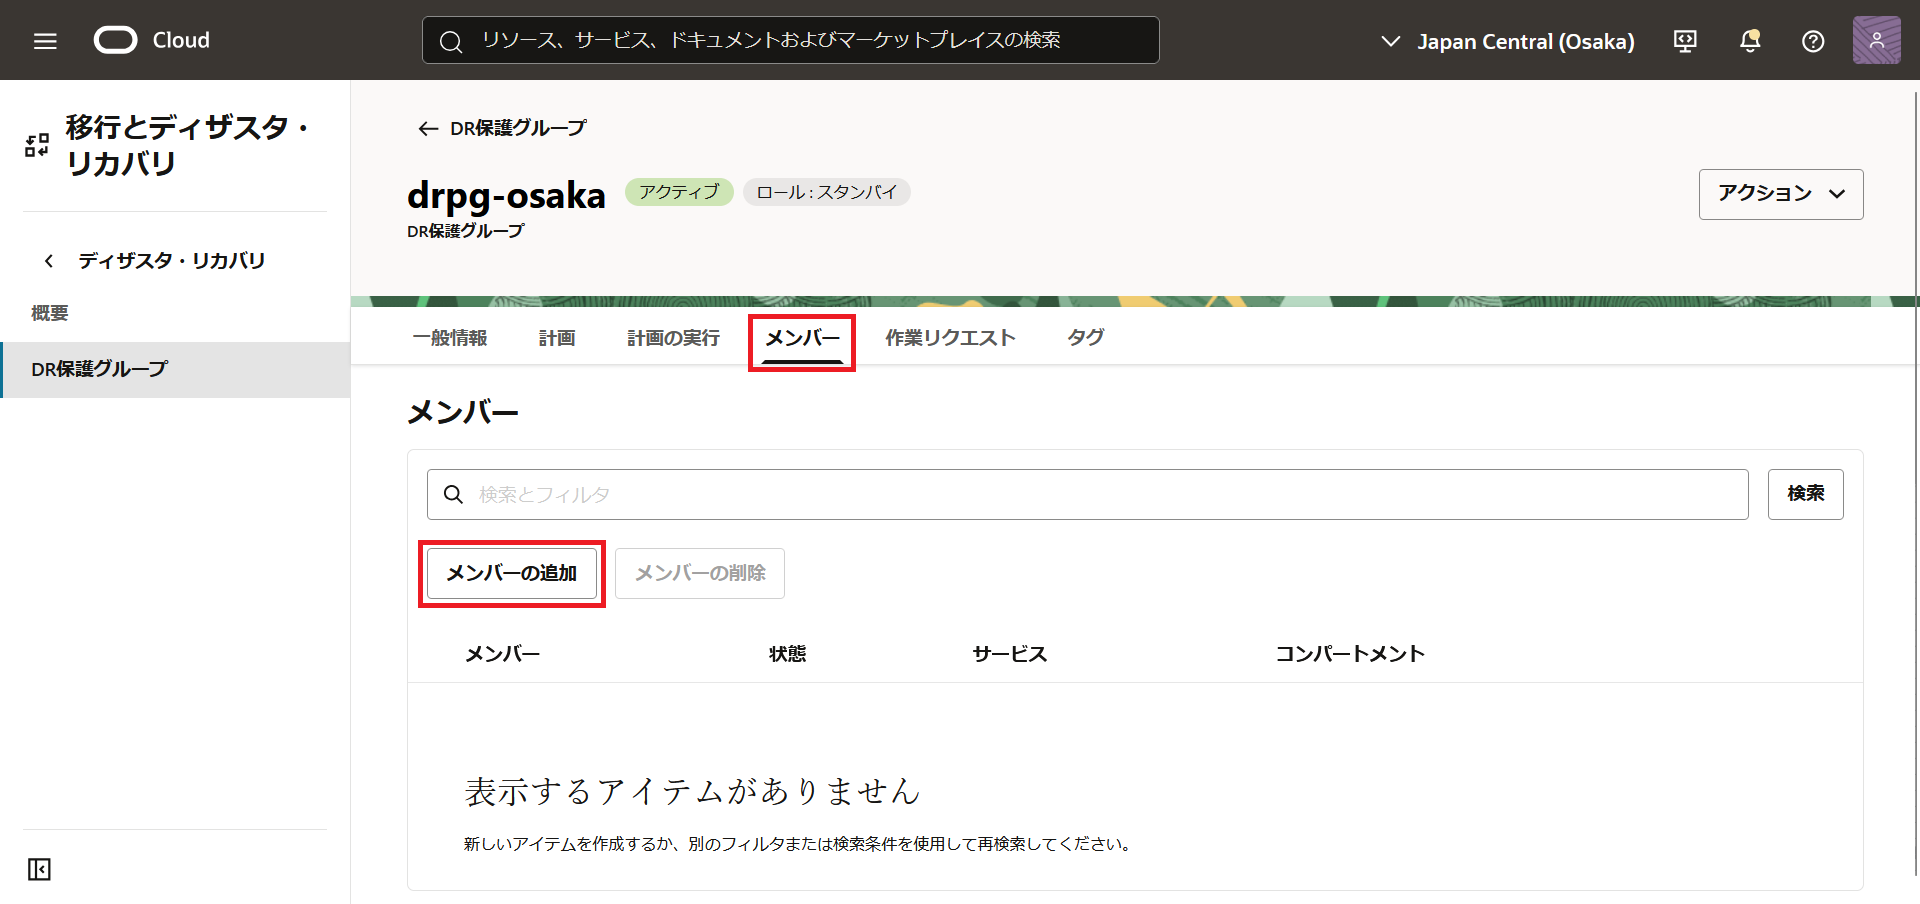 Cloud
リソース、サービス、ドキュメントおよびマーケットプレイスの検索
Japan Central (Osaka)
移行とディザスタ・
リカバリ
ディザスタ・リカバリ
概要
DR保護グループ
DR保護グループ
drpg-osaka
アクティブ
ロール : スタンバイ
DR保護グループ
アクション
一般情報
計画
計画の実行
メンバー
作業リクエスト
タグ
メンバー
検索とフィルタ
検索
メンバーの追加
メンバーの削除
メンバー
状態
サービス
コンパートメント
表示するアイテムがありません
新しいアイテムを作成するか、別のフィルタまたは検索条件を使用して再検索してください。